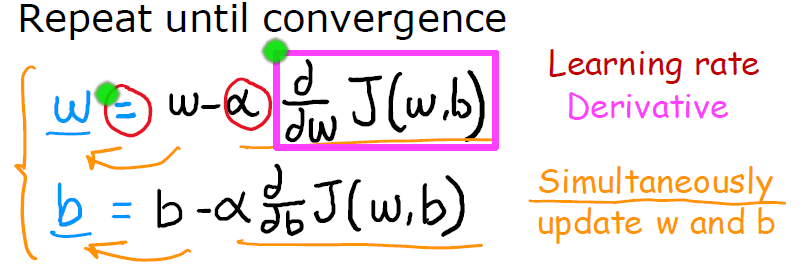 Repeat until convergence
w = w - α d/dw J(w,b)
b = b - α d/db J(w,b)
Learning rate
Derivative
Simultaneously
update w and b